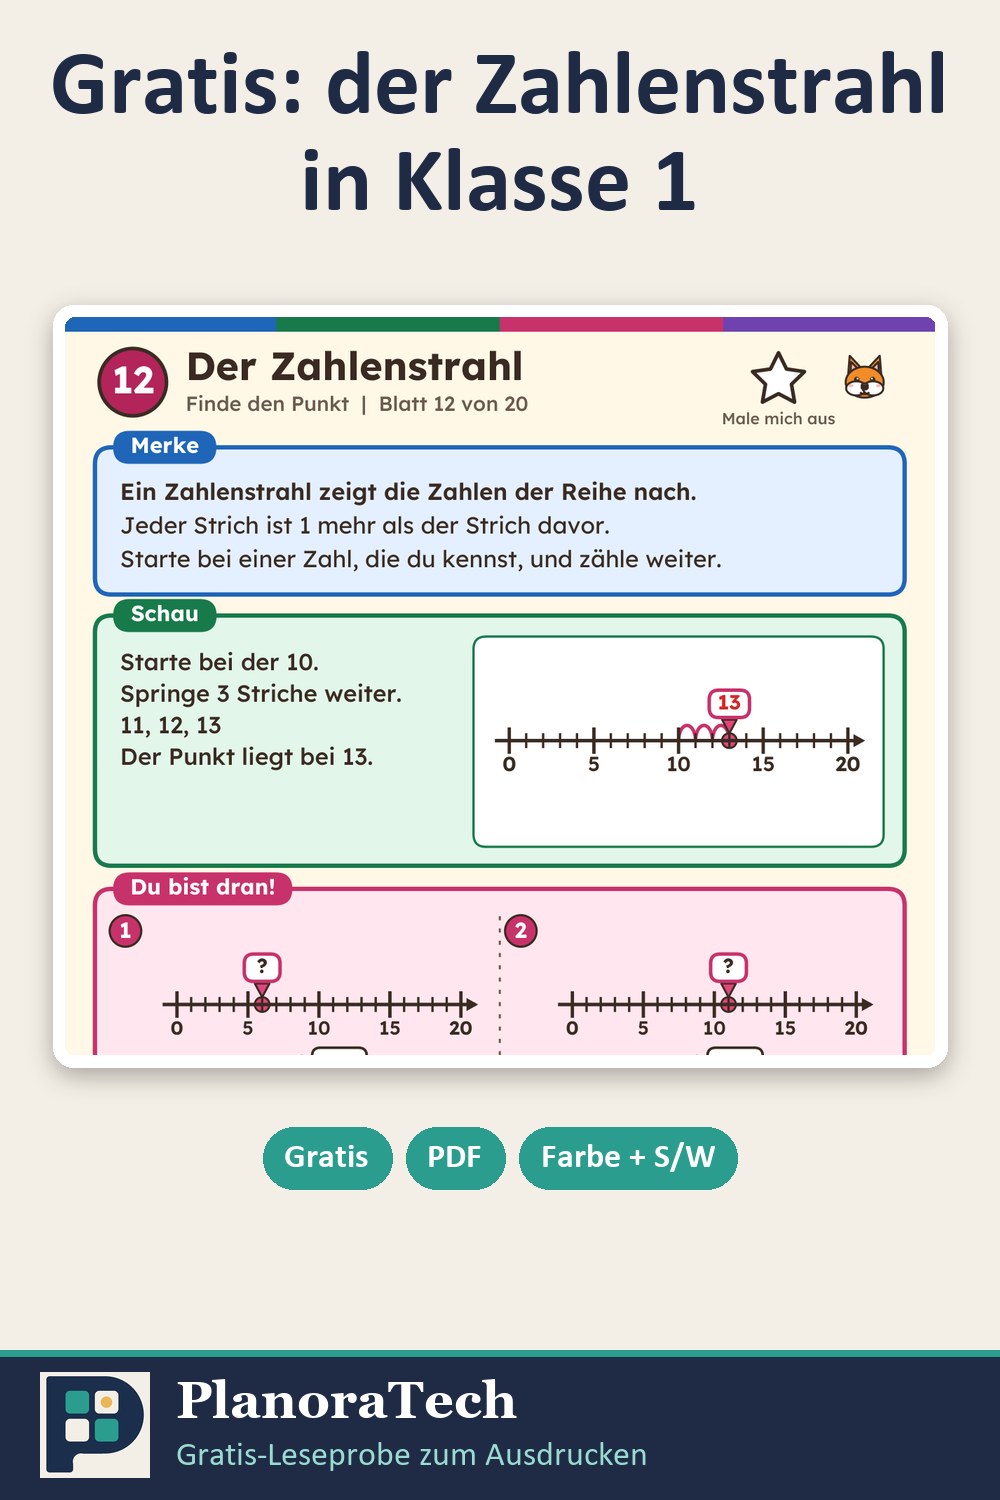 Gratis: der Zahlenstrahl
in Klasse 1
12
Der Zahlenstrahl
Finde den Punkt | Blatt 12 von 20
Male mich aus
Merke
Ein Zahlenstrahl zeigt die Zahlen der Reihe nach.
Jeder Strich ist 1 mehr als der Strich davor.
Starte bei einer Zahl, die du kennst, und zähle weiter.
Schau
Starte bei der 10.
Springe 3 Striche weiter.
11, 12, 13
Der Punkt liegt bei 13.
13
0 5 10 15 20
Du bist dran!
1
?
0 5 10 15 20
2
?
0 5 10 15 20
Gratis
PDF
Farbe + S/W
PlanoraTech
Gratis-Leseprobe zum Ausdrucken